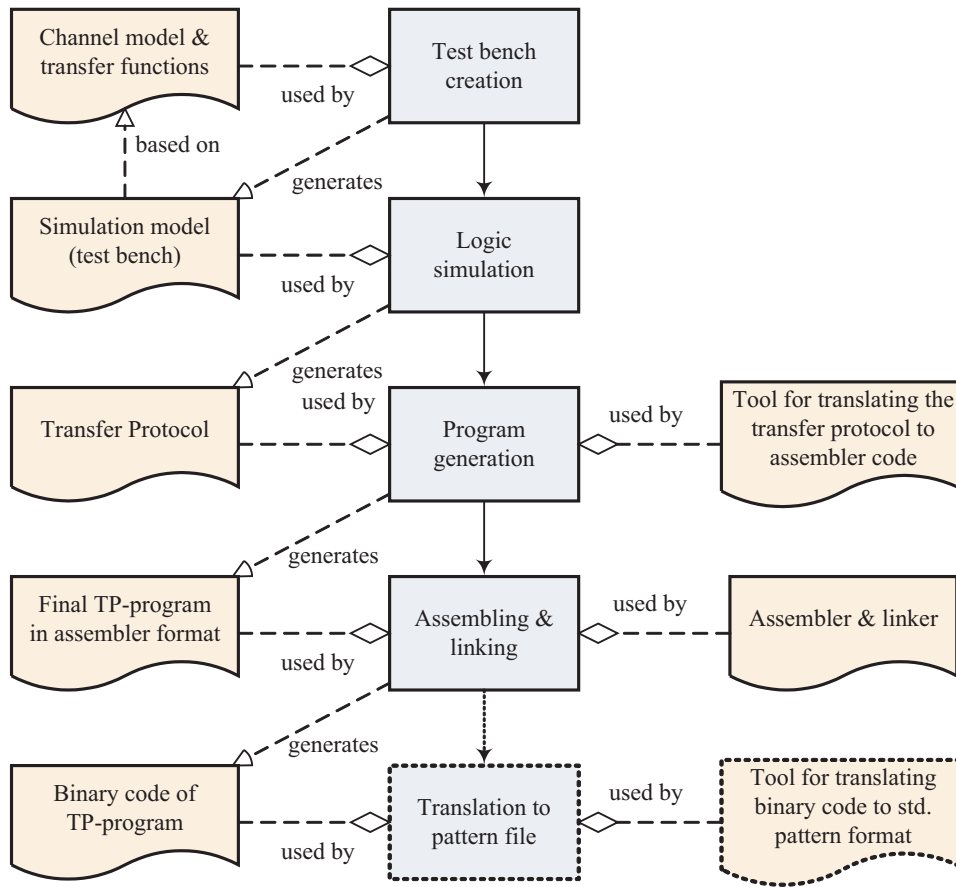 Channel model &
transfer functions
used by
Test bench
creation
based on
generates
Simulation model
(test bench)
used by
Logic
simulation
generates
Transfer Protocol
used by
Program
generation
used by
Tool for translating the
transfer protocol to
assembler code
generates
Final TP-program
in assembler format
used by
Assembling &
linking
used by
Assembler & linker
generates
Binary code of
TP-program
used by
Translation to
pattern file
used by
Tool for translating
binary code to std.
pattern format